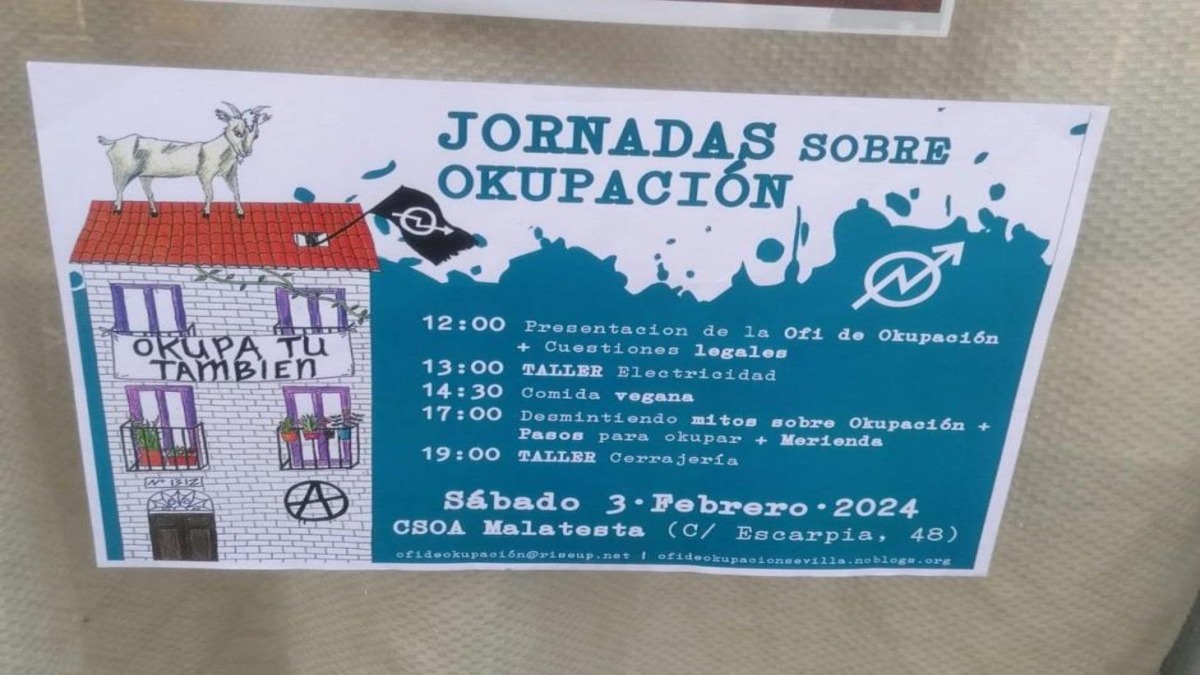 JORNADAS SOBRE
OKUPACIÓN
OKUPA TU
TAMBIEN
Nº 1312
A
12:00 Presentacion de la Ofi de Okupación
+ Cuestiones legales
13:00 TALLER Electricidad
14:30 Comida vegana
17:00 Desmintiendo mitos sobre Okupación +
Pasos para okupar + Merienda
19:00 TALLER Cerrajería
Sábado 3·Febrero·2024
CSOA Malatesta (C/ Escarpia, 48)
ofideokupación@riseup.net | ofideokupacionsevilla.noblogs.org